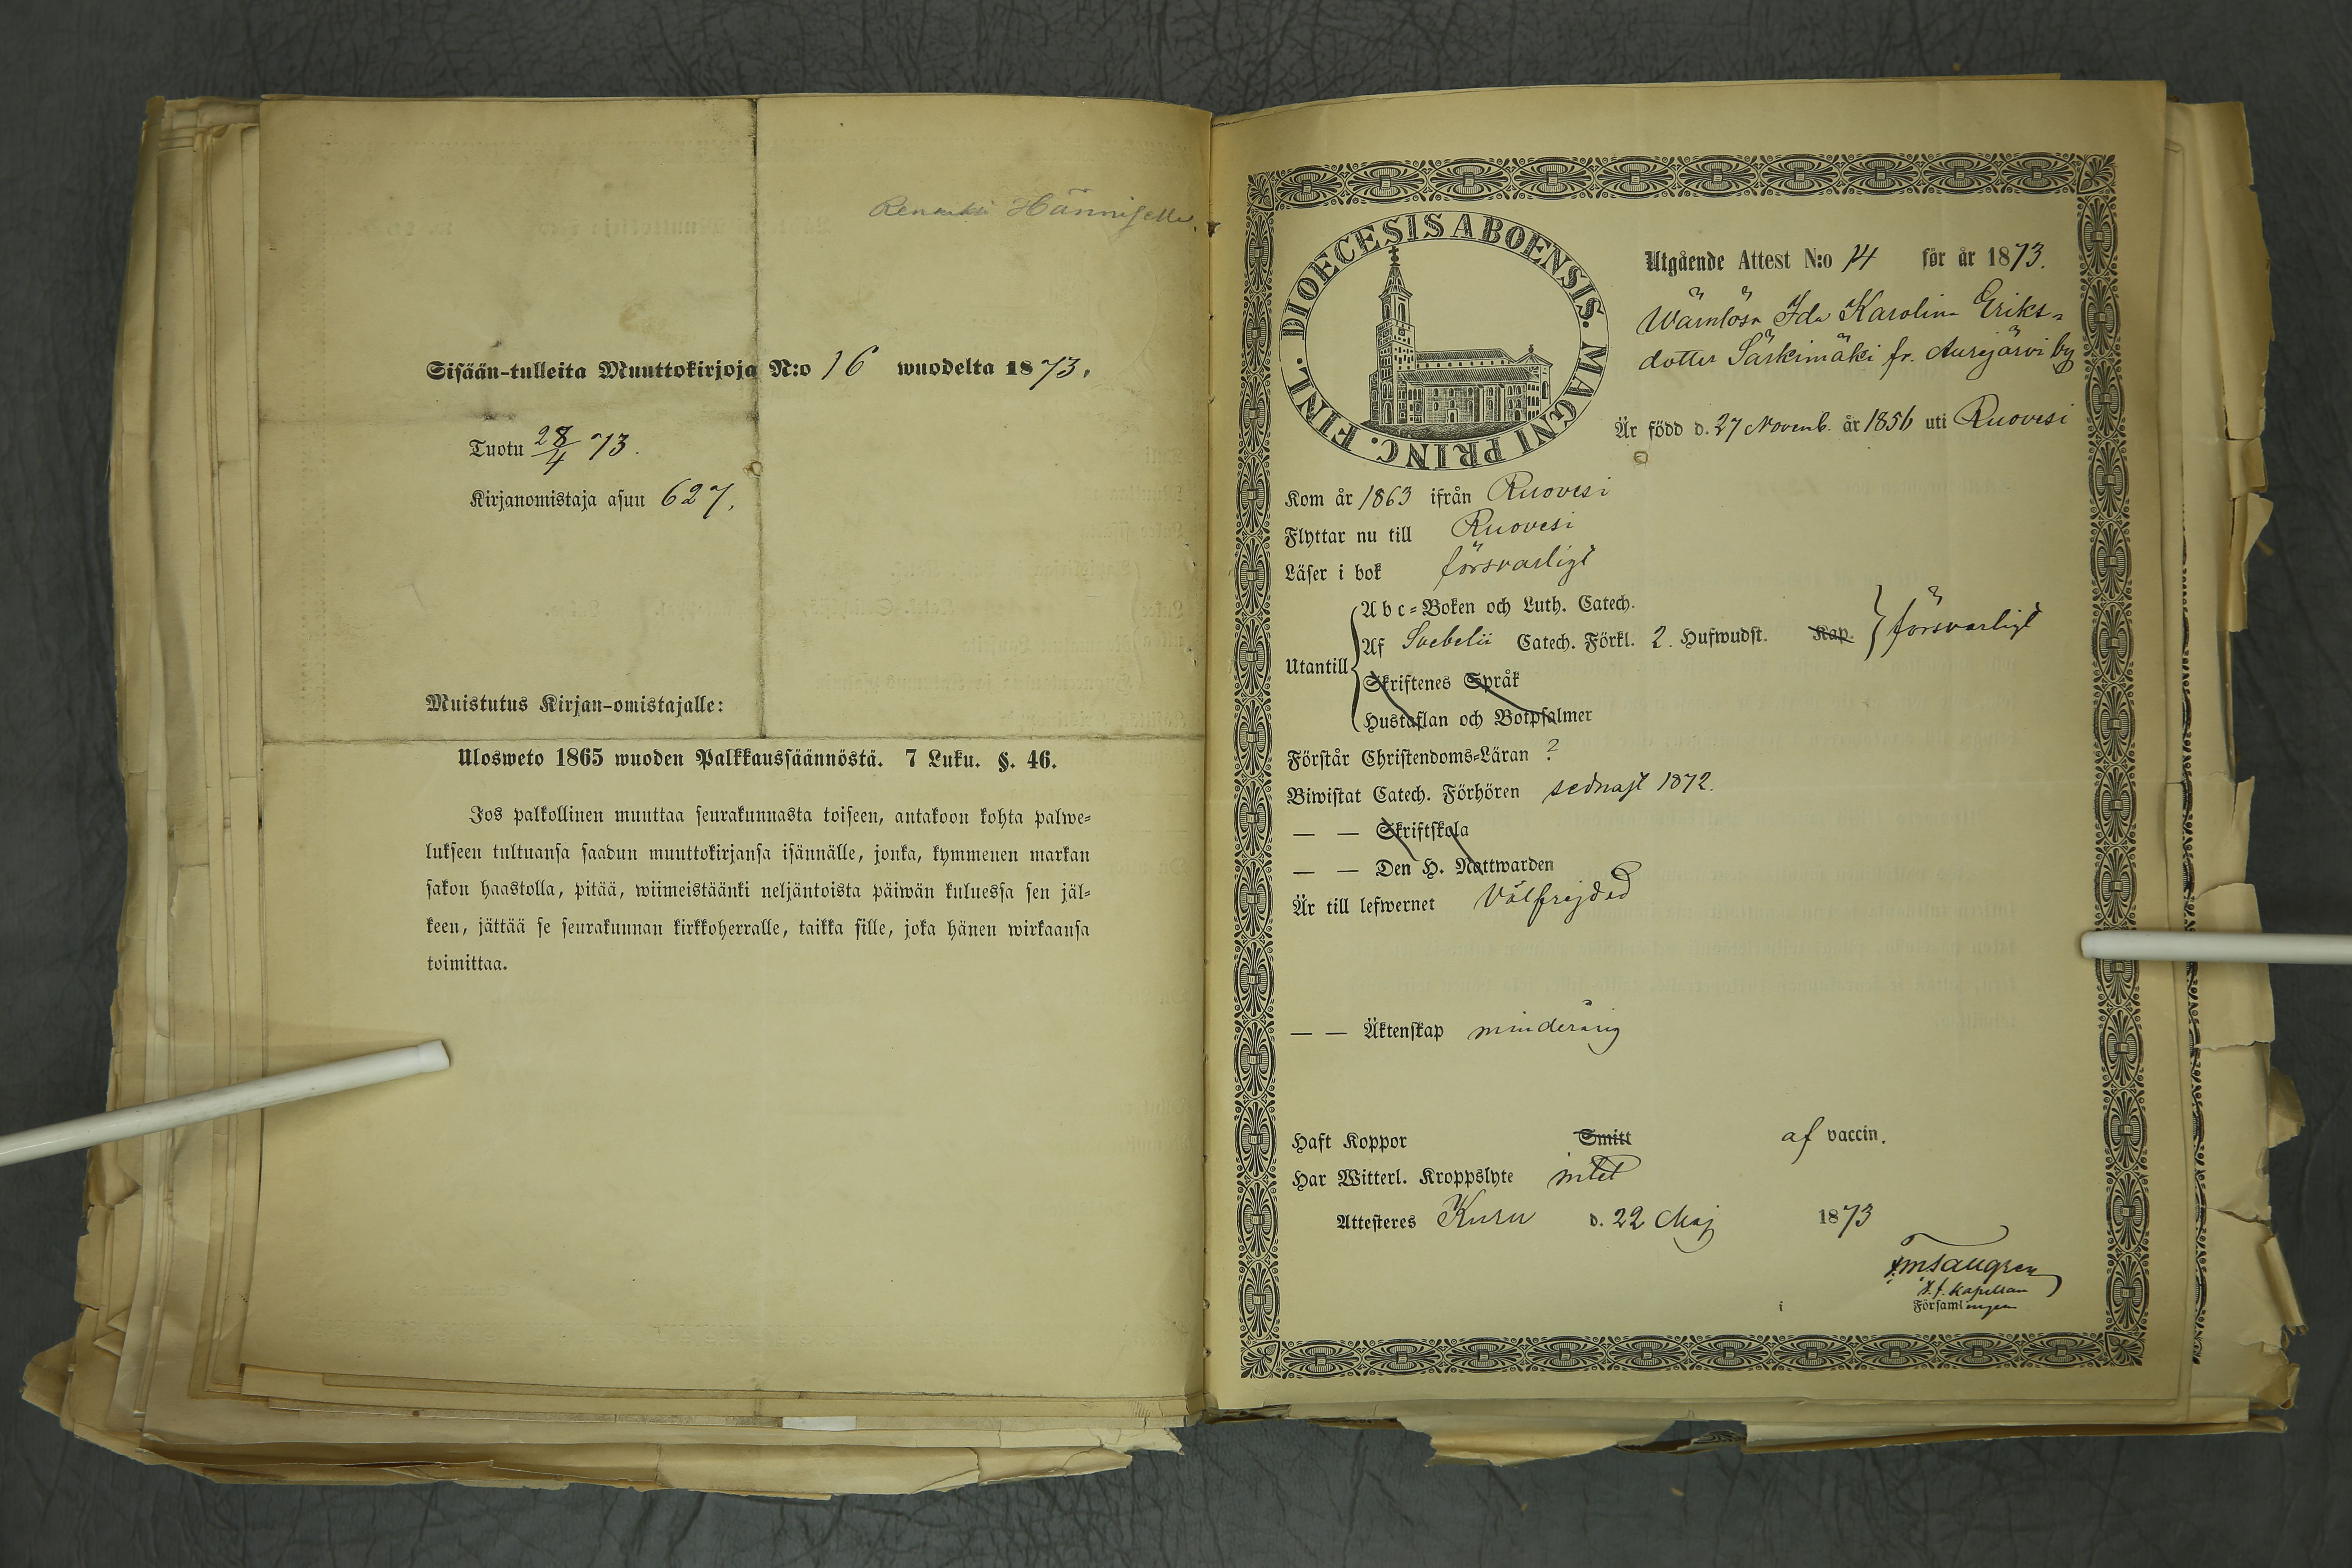 Hänniselle.
Sisään-tulleita Muuttokirjoja N:o 16 wuodelta 1873.
Tuotu 28/4 73.
Kirjanomistaja asuu 627.
Muistutus Kirjan-omistajalle:
Ulosweto 1865 wuoden Palkkaussäännöstä. 7 Luku. §. 46.
Jos palkollinen muuttaa seurakunnasta toiseen, antakoon kohta palwe-
lukseen tultuansa saadun muuttokirjansa isännälle, jonka, kymmenen markan
sakon haastolla, pitää, wiimeistäänki neljäntoista päiwän kuluessa sen jäl-
keen, jättää se seurakunnan kirkkoherralle, taikka sille, joka hänen wirkaansa
toimittaa.
DIOECESIS ABOENSIS. MAGNI PRINC. FINL.
Utgående Attest N:o 14 för år 1873.
Wärnlösa Ida Karolina Eriks-
dotter Särkimäki fr. Aurejärvi by
Är född d. 27 Novemb. år 1856 uti Ruovesi
Kom år 1863 ifrån Ruovesi
Flyttar nu till Ruovesi
Läser i bok försvarligt
Utantill
Abc-Boken och Luth. Catech.
Af Svebelii Catech. Förkl. 2. Hufwudst. Kap. försvarligt
Skriftenes Språk
Hustaflan och Botpsalmer
Förstår Christendoms-Läran ?
Biwistat Catech. Förhören sednast 1872.
— — Skriftskola
— — Den H. Nattwarden
Är till lefwernet Välfrejdad
— — Äktenskap minderårig
Haft Koppor Smitt af vaccin.
Har Witterl. Kroppslyte intet
Attesteres Kuru d. 22 Maj 1873
v. f. Kapellan
i Församlingen